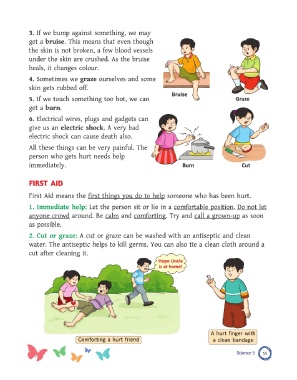 3. If we bump against something, we may
get a bruise. This means that even though
the skin is not broken, a few blood vessels
under the skin are crushed. As the bruise
heals, it changes colour.
4. Sometimes we graze ourselves and some
skin gets rubbed off.
5. If we touch something too hot, we can
get a burn.
6. Electrical wires, plugs and gadgets can
give us an electric shock. A very bad
electric shock can cause death also.
All these things can be very painful. The
person who gets hurt needs help
immediately.
Bruise
Graze
Burn
Cut
FIRST AID
First Aid means the first things you do to help someone who has been hurt.
1. Immediate help: Let the person sit or lie in a comfortable position. Do not let
anyone crowd around. Be calm and comforting. Try and call a grown-up as soon
as possible.
2. Cut or graze: A cut or graze can be washed with an antiseptic and clean
water. The antiseptic helps to kill germs. You can also tie a clean cloth around a
cut after cleaning it.
Hope Uncle
is at home!
Comforting a hurt friend
A hurt finger with
a clean bandage
Science-3